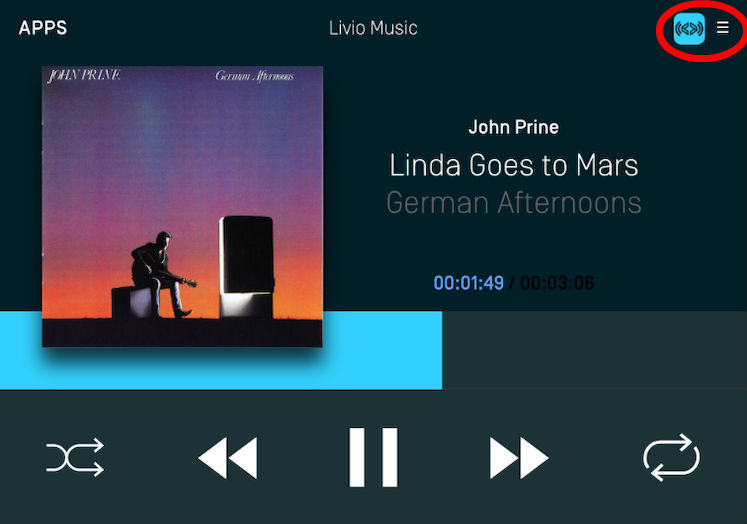 APPS
Livio Music
JOHN PRINE
German Afternoons
John Prine
Linda Goes to Mars
German Afternoons
00:01:49 / 00:03:06